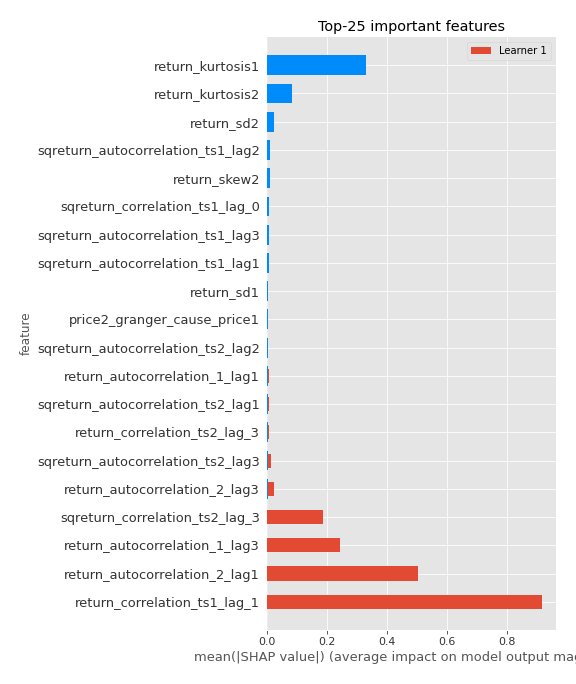 Top-25 important features
Learner 1
return_kurtosis1
return_kurtosis2
return_sd2
sqreturn_autocorrelation_ts1_lag2
return_skew2
sqreturn_correlation_ts1_lag_0
sqreturn_autocorrelation_ts1_lag3
sqreturn_autocorrelation_ts1_lag1
return_sd1
price2_granger_cause_price1
sqreturn_autocorrelation_ts2_lag2
return_autocorrelation_1_lag1
sqreturn_autocorrelation_ts2_lag1
return_correlation_ts2_lag_3
sqreturn_autocorrelation_ts2_lag3
return_autocorrelation_2_lag3
sqreturn_correlation_ts2_lag_3
return_autocorrelation_1_lag3
return_autocorrelation_2_lag1
return_correlation_ts1_lag_1
feature
0.0 0.2 0.4 0.6 0.8
mean(|SHAP value|) (average impact on model output mag